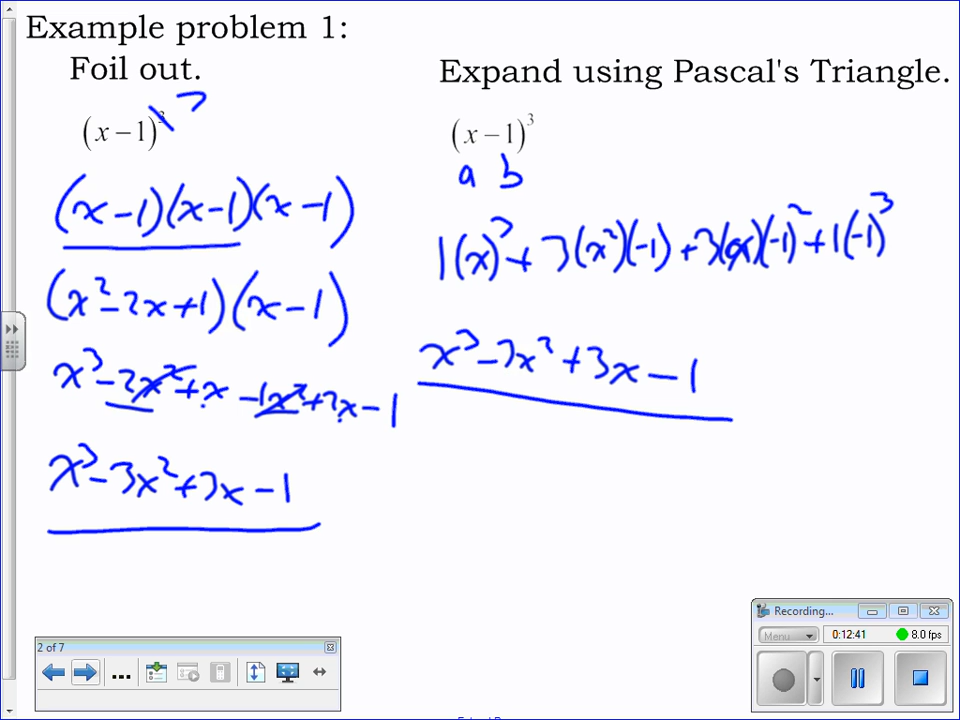 Example problem 1:
Foil out.
(x − 1)³ 3
(x − 1)(x − 1)(x − 1)
(x² − 2x + 1)(x − 1)
x³ − 2x² + x − 1x² + 2x − 1
x³ − 3x² + 3x − 1
Expand using Pascal's Triangle.
(x − 1)³
a b
1(x)³ + 3(x²)(-1) + 3(x)(-1)² + 1(-1)³
x³ − 3x² + 3x − 1
2 of 7
...
Recording...
Menu
0:12:41
8.0 fps